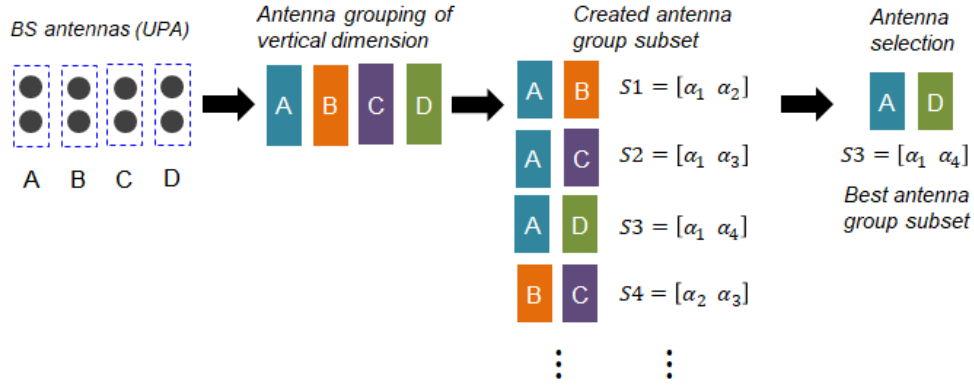 BS antennas (UPA)
A B C D
Antenna grouping of
vertical dimension
A B C D
Created antenna
group subset
A B S1 = [α₁ α₂]
A C S2 = [α₁ α₃]
A D S3 = [α₁ α₄]
B C S4 = [α₂ α₃]
⋮ ⋮
Antenna
selection
A D
S3 = [α₁ α₄]
Best antenna
group subset